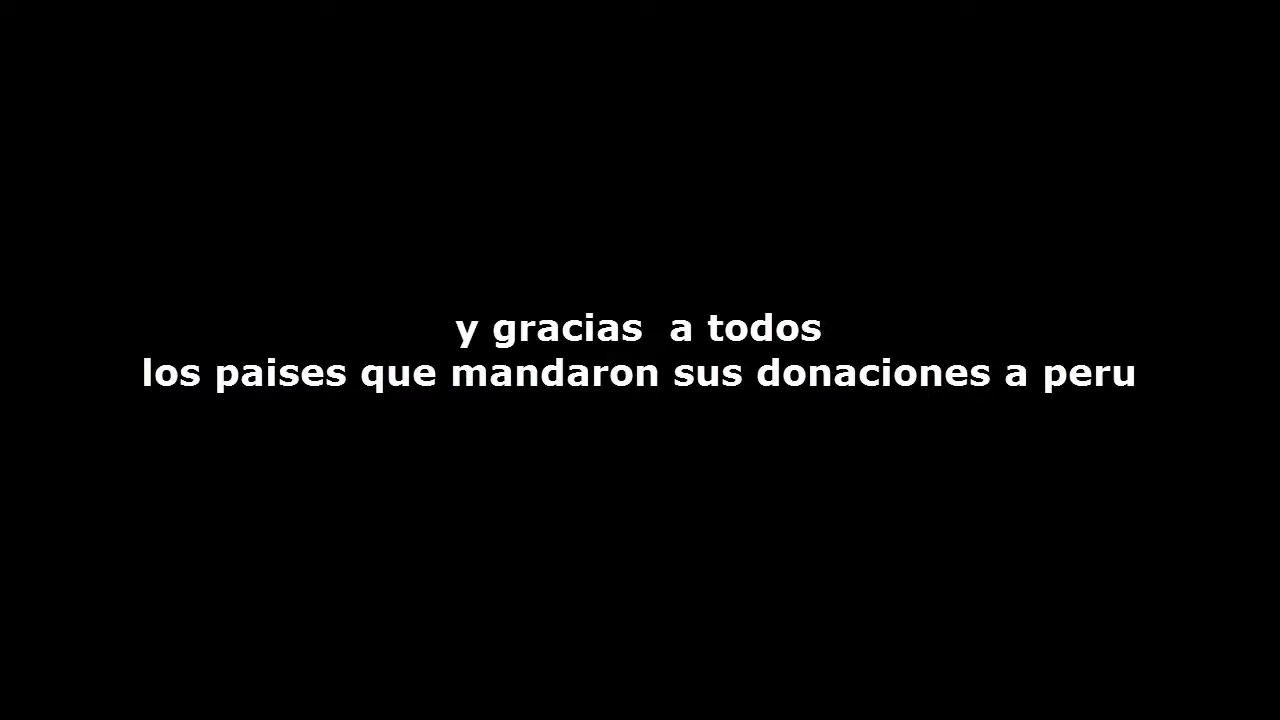 y gracias  a todos
los paises que mandaron sus donaciones a peru